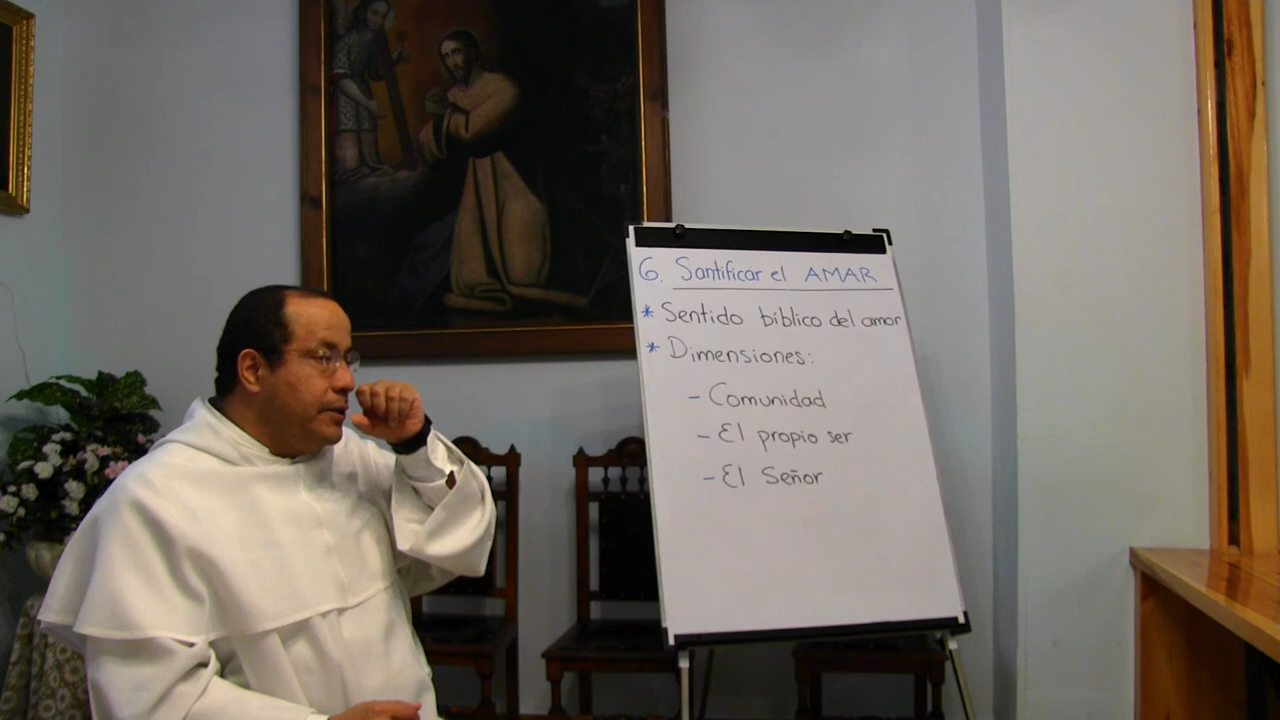 6. Santificar el AMAR
* Sentido bíblico del amor
* Dimensiones:
- Comunidad
- El propio ser
- El Señor